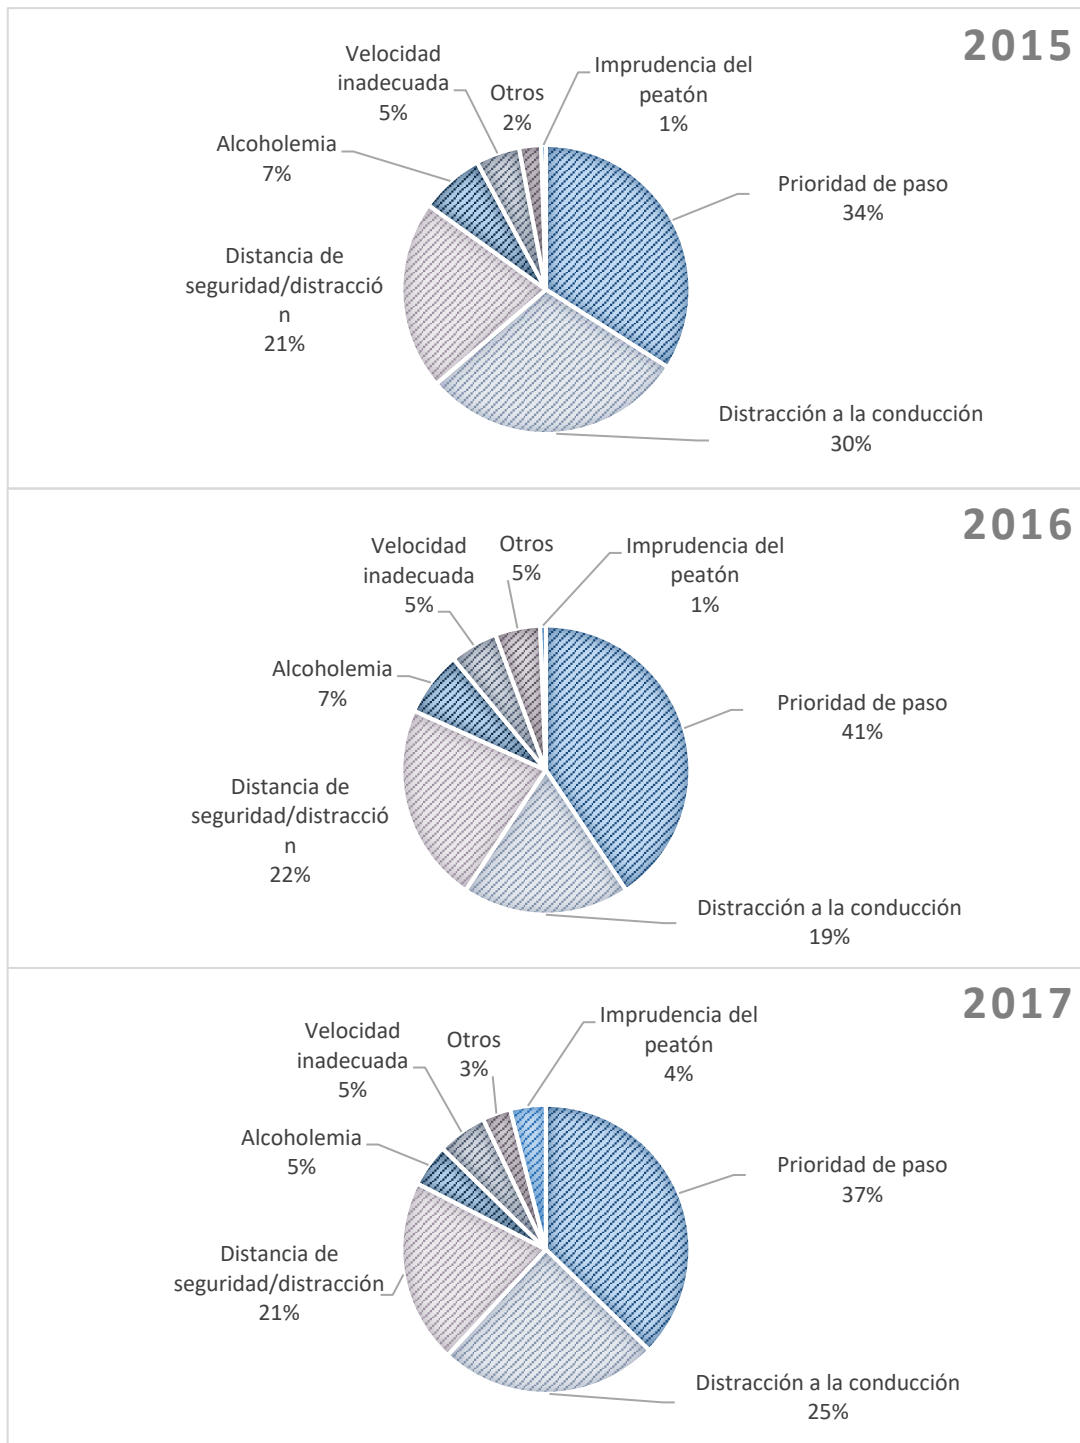 2015
Velocidad
inadecuada
5%
Otros
2%
Imprudencia del
peatón
1%
Alcoholemia
7%
Prioridad de paso
34%
Distancia de
seguridad/distracció
n
21%
Distracción a la conducción
30%
2016
Velocidad
inadecuada
5%
Otros
5%
Imprudencia del
peatón
1%
Alcoholemia
7%
Prioridad de paso
41%
Distancia de
seguridad/distracció
n
22%
Distracción a la conducción
19%
2017
Velocidad
inadecuada
5%
Otros
3%
Imprudencia del
peatón
4%
Alcoholemia
5%
Prioridad de paso
37%
Distancia de
seguridad/distracción
21%
Distracción a la conducción
25%